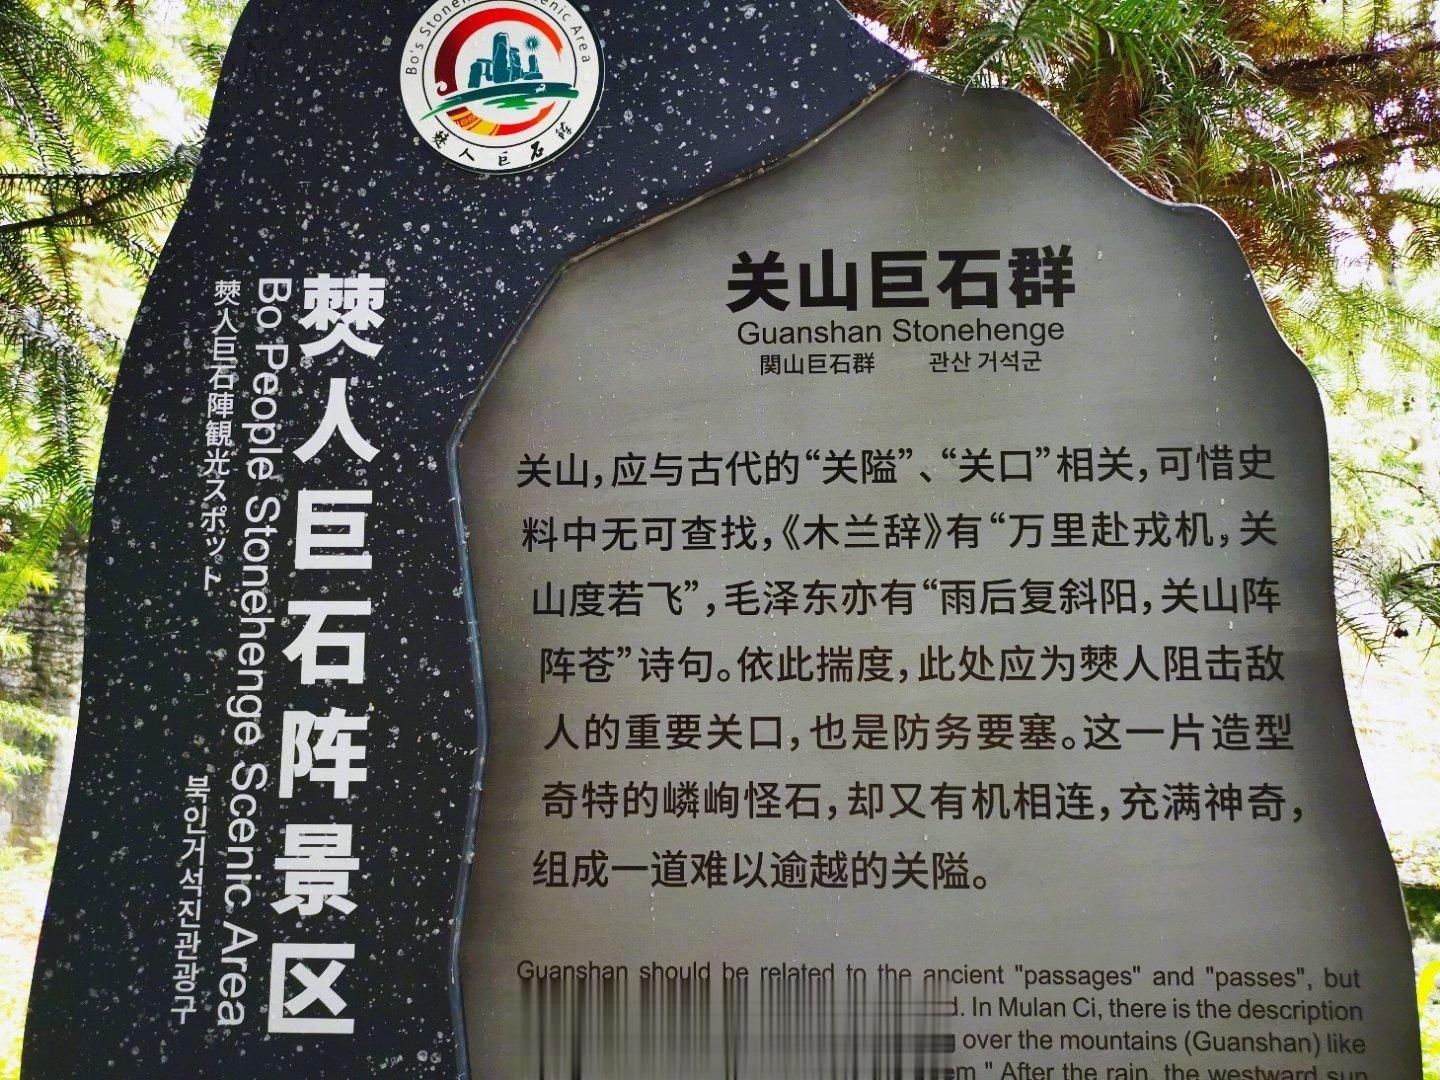 Bo's Stonehenge Scenic Area
僰人巨石阵
僰人巨石阵景区
Bo People Stonehenge Scenic Area
僰人巨石陣観光スポット
북인거석진관광구
关山巨石群
Guanshan Stonehenge
関山巨石群 관산 거석군
关山，应与古代的“关隘”、“关口”相关，可惜史
料中无可查找，《木兰辞》有“万里赴戎机，关
山度若飞”，毛泽东亦有“雨后复斜阳，关山阵
阵苍”诗句。依此揣度，此处应为僰人阻击敌
人的重要关口，也是防务要塞。这一片造型
奇特的嶙峋怪石，却又有机相连，充满神奇，
组成一道难以逾越的关隘。
Guanshan should be related to the ancient "passages" and "passes", but
d. In Mulan Ci, there is the description
over the mountains (Guanshan) like
em." After the rain, the westward sun